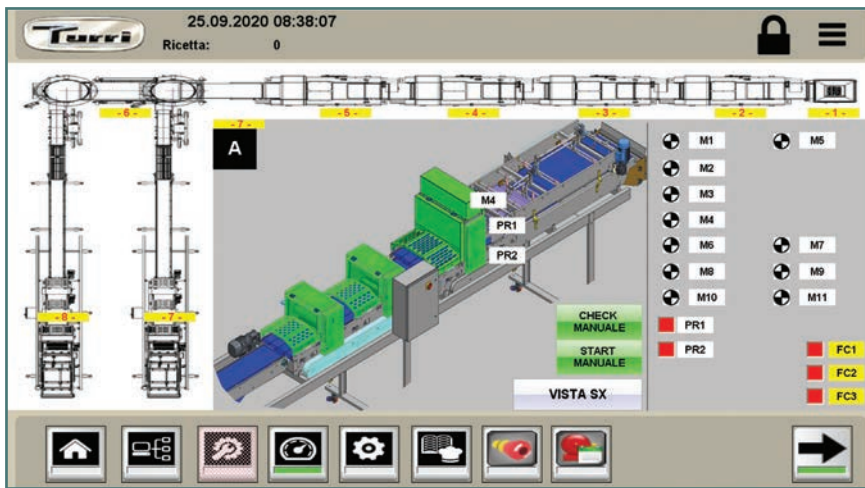 Turri
25.09.2020 08:38:07
Ricetta: 0
- 6 -
- 5 -
- 4 -
- 3 -
- 2 -
- 1 -
- 7 -
A
M4
PR1
PR2
- 8 -
- 7 -
CHECK
MANUALE
START
MANUALE
VISTA SX
M1 M5
M2
M3
M4
M6 M7
M8 M9
M10 M11
PR1
PR2 FC1
FC2
FC3